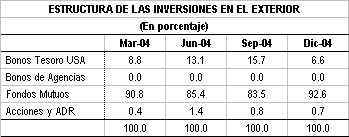 ESTRUCTURA DE LAS INVERSIONES EN EL EXTERIOR
(En porcentaje)
Mar-04 Jun-04 Sep-04 Dic-04
Bonos Tesoro USA 8.8 13.1 15.7 6.6
Bonos de Agencias 0.0 0.0 0.0 0.0
Fondos Mutuos 90.8 85.4 83.5 92.6
Acciones y ADR 0.4 1.4 0.8 0.7
100.0 100.0 100.0 100.0